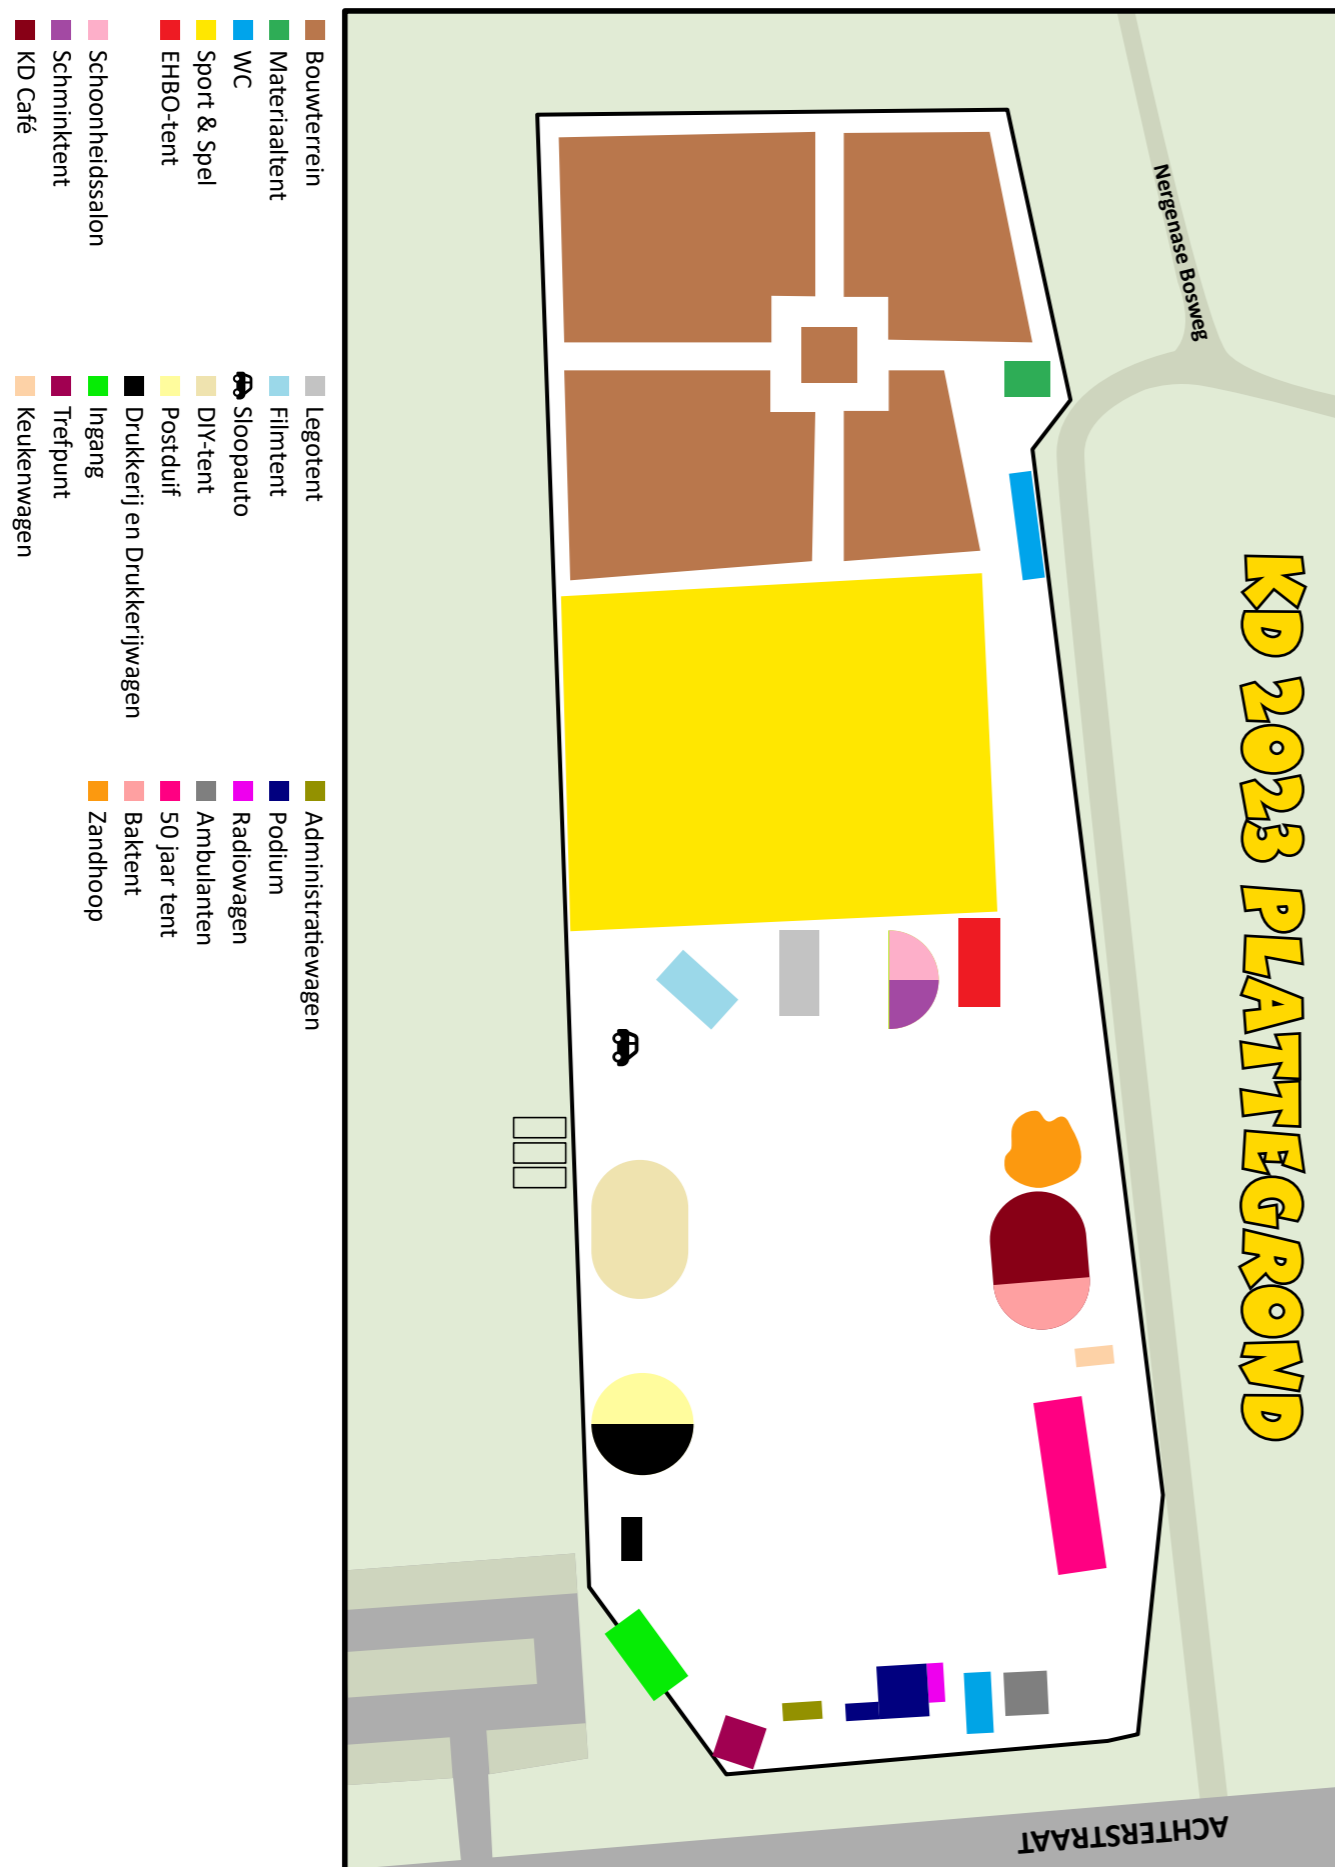 KD 2023 PLATTEGROND
Nergenase Bosweg
ACHTERSTRAAT
Bouwterrein
Materiaaltent
WC
Sport & Spel
EHBO-tent
Schoonheidssalon
Schminktent
KD Café
Legotent
Filmtent
Sloopauto
DIY-tent
Postduif
Drukkerij en Drukkerijwagen
Ingang
Trefpunt
Keukenwagen
Administratiewagen
Podium
Radiowagen
Ambulanten
50 jaar tent
Baktent
Zandhoop